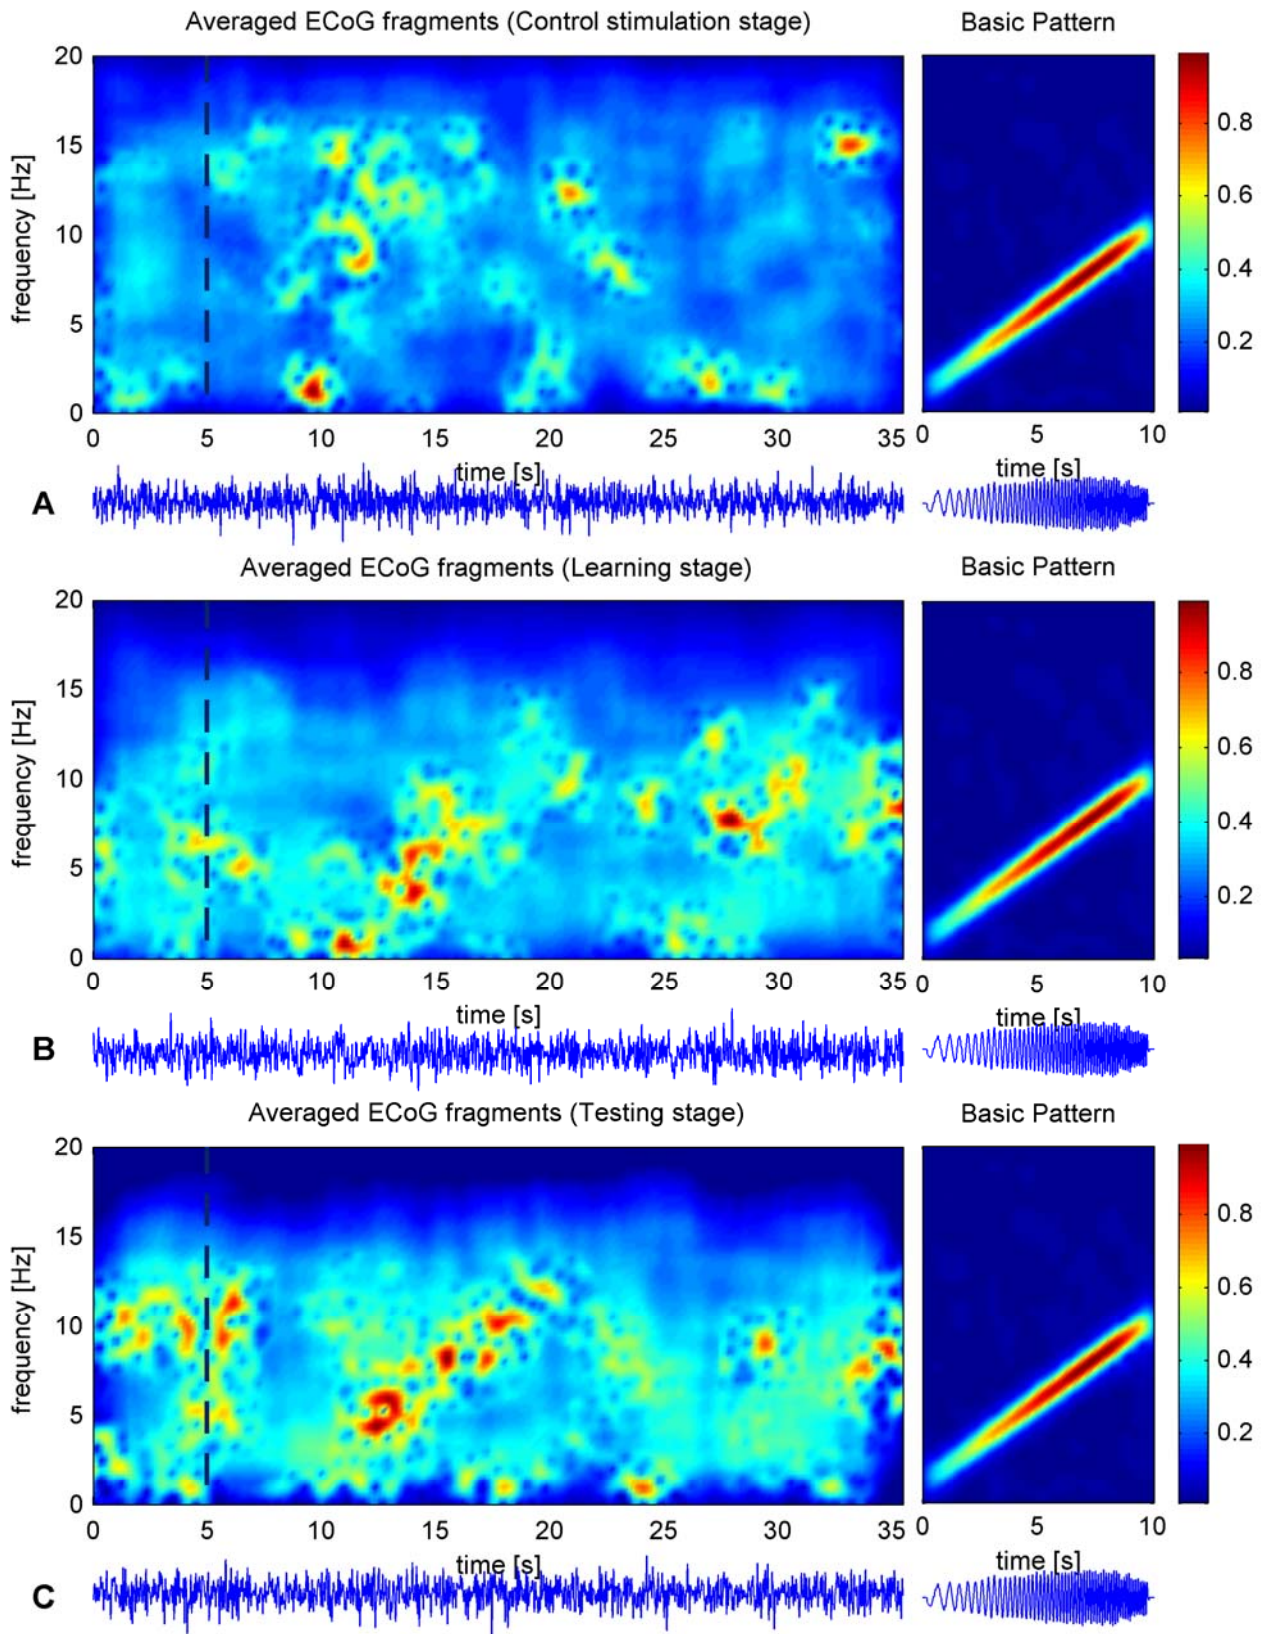 Averaged ECoG fragments (Control stimulation stage) Basic Pattern
20
15
10
5
0
frequency [Hz]
0 5 10 15 20 25 30 35
time [s]
0 5 10
time [s]
0.8
0.6
0.4
0.2
A
Averaged ECoG fragments (Learning stage) Basic Pattern
20
15
10
5
0
frequency [Hz]
0 5 10 15 20 25 30 35
time [s]
0 5 10
time [s]
0.8
0.6
0.4
0.2
B
Averaged ECoG fragments (Testing stage) Basic Pattern
20
15
10
5
0
frequency [Hz]
0 5 10 15 20 25 30 35
time [s]
0 5 10
time [s]
0.8
0.6
0.4
0.2
C